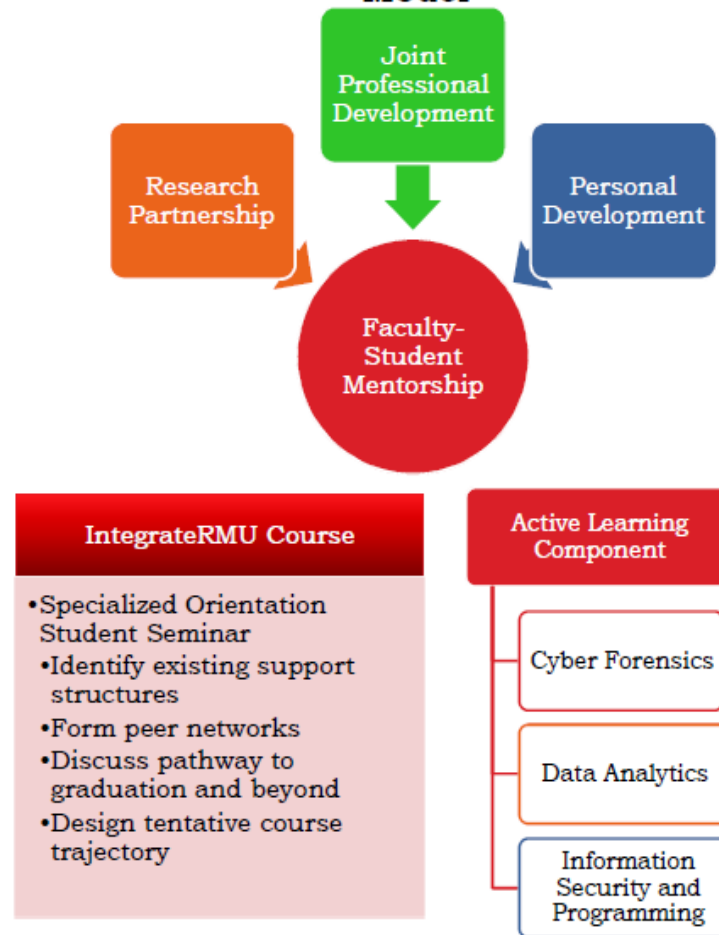 Joint
Professional
Development
Research
Partnership
Personal
Development
Faculty-
Student
Mentorship
IntegrateRMU Course
•Specialized Orientation
Student Seminar
•Identify existing support
structures
•Form peer networks
•Discuss pathway to
graduation and beyond
•Design tentative course
trajectory
Active Learning
Component
Cyber Forensics
Data Analytics
Information
Security and
Programming